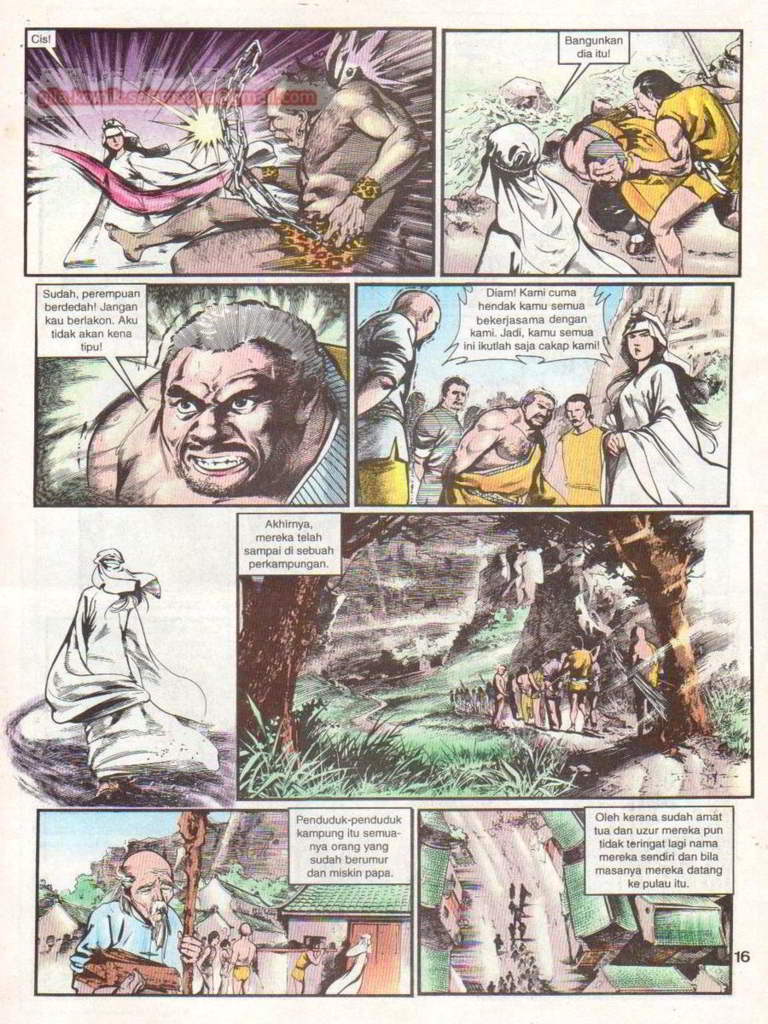 Cis!
Bangunkan
dia itu!
Sudah, perempuan
berdedah! Jangan
kau berlakon. Aku
tidak akan kena
tipu!
Diam! Kami cuma
hendak kamu semua
bekerjasama dengan
kami. Jadi, kamu semua
ini ikutlah saja cakap kami!
Akhirnya,
mereka telah
sampai di sebuah
perkampungan.
Penduduk-penduduk
kampung itu semua-
nya orang yang
sudah berumur
dan miskin papa.
Oleh kerana sudah amat
tua dan uzur mereka pun
tidak teringat lagi nama
mereka sendiri dan bila
masanya mereka datang
ke pulau itu.
16